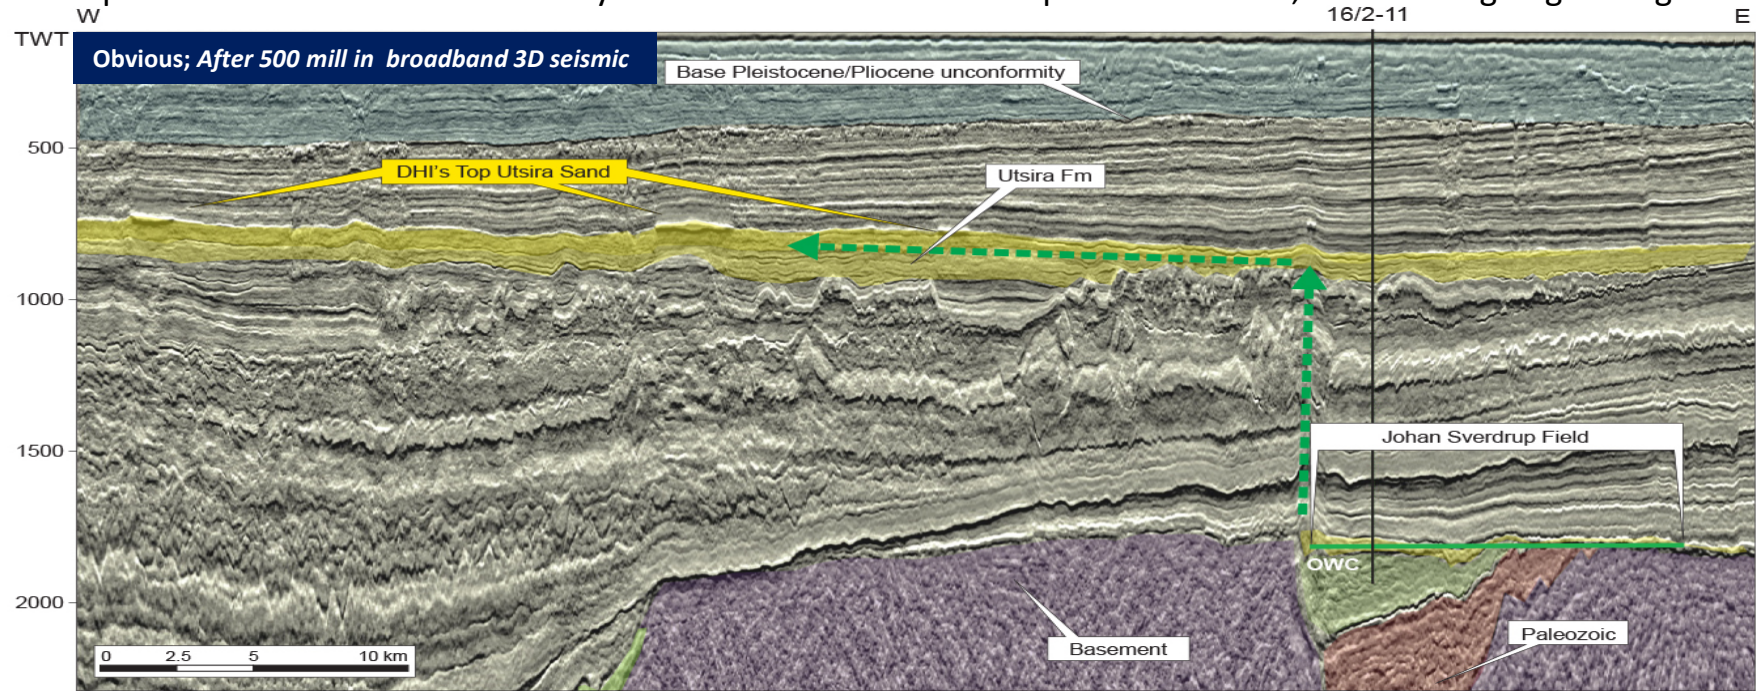 W
16/2-11
E
TWT
Obvious; After 500 mill in broadband 3D seismic
Base Pleistocene/Pliocene unconformity
500
DHI's Top Utsira Sand
Utsira Fm
1000
1500
Johan Sverdrup Field
OWC
2000
Paleozoic
Basement
0 2.5 5 10 km